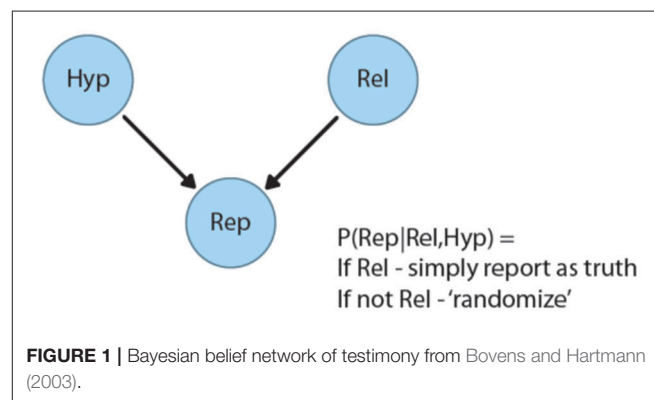 Hyp
Rel
Rep
P(Rep|Rel,Hyp) =
If Rel - simply report as truth
If not Rel -'randomize'
FIGURE 1 | Bayesian belief network of testimony from Bovens and Hartmann
(2003).